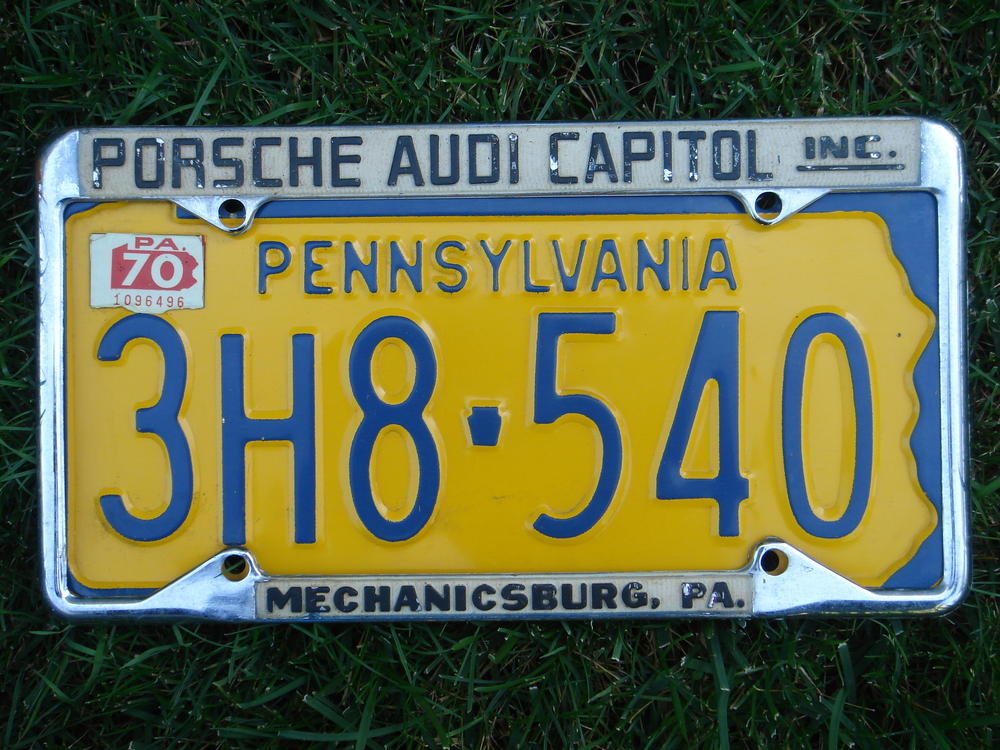 PORSCHE AUDI CAPITOL INC.
PA.
70
1096496
PENNSYLVANIA
3H8-540
MECHANICSBURG, PA.